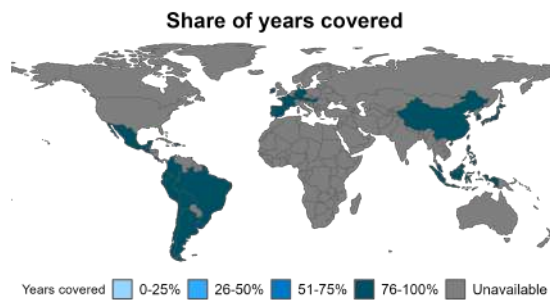 Share of years covered
Years covered 0-25% 26-50% 51-75% 76-100% Unavailable